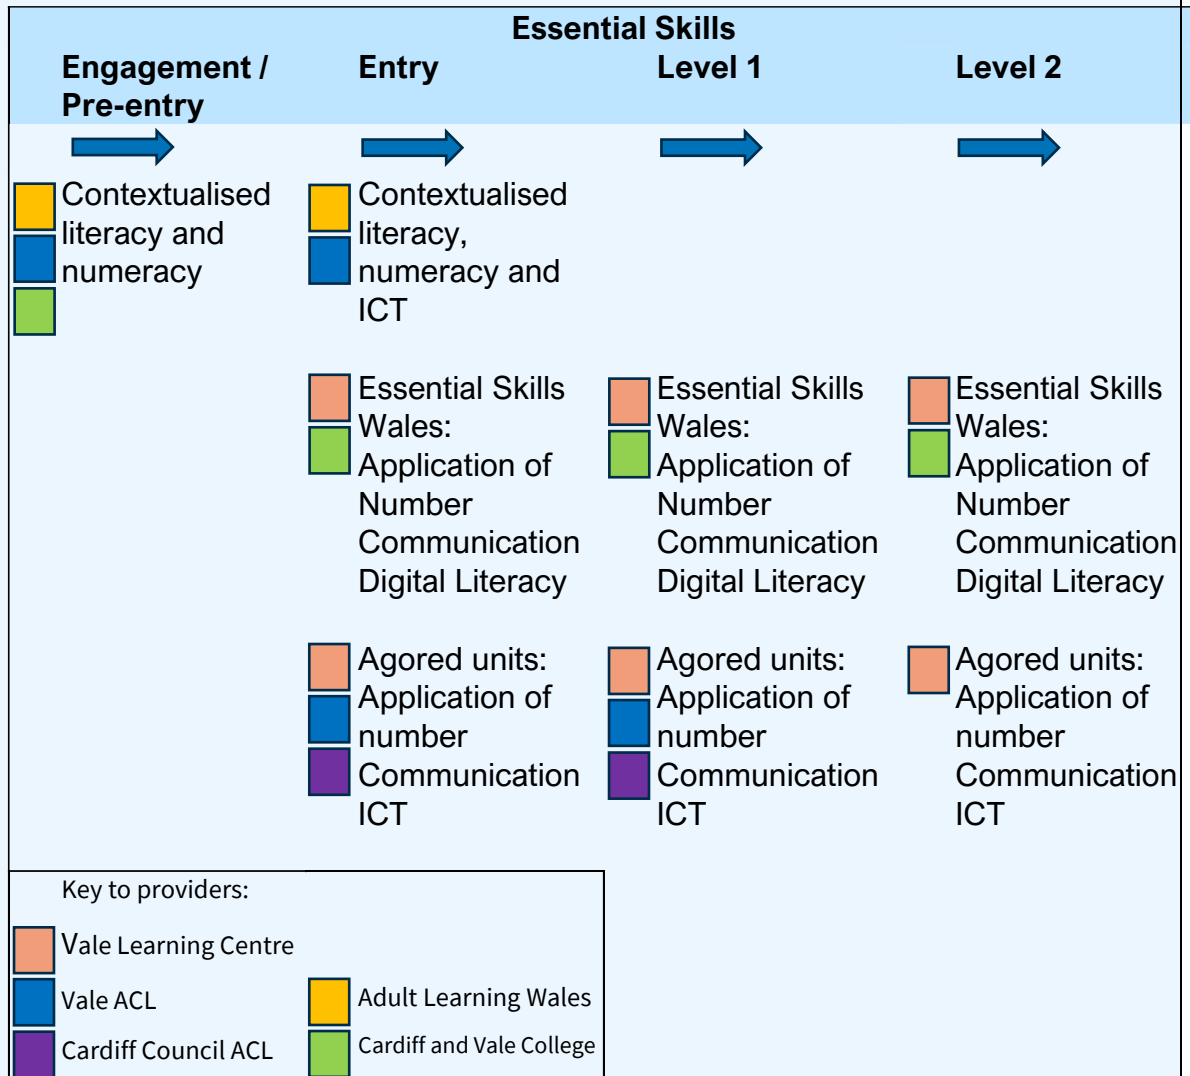 Essential Skills
Engagement /
Pre-entry
Entry
Level 1
Level 2
Contextualised
literacy and
numeracy
Contextualised
literacy,
numeracy and
ICT
Essential Skills
Wales:
Application of
Number
Communication
Digital Literacy
Essential Skills
Wales:
Application of
Number
Communication
Digital Literacy
Essential Skills
Wales:
Application of
Number
Communication
Digital Literacy
Agored units:
Application of
number
Communication
ICT
Agored units:
Application of
number
Communication
ICT
Agored units:
Application of
number
Communication
ICT
Key to providers:
Vale Learning Centre
Vale ACL
Adult Learning Wales
Cardiff Council ACL
Cardiff and Vale College